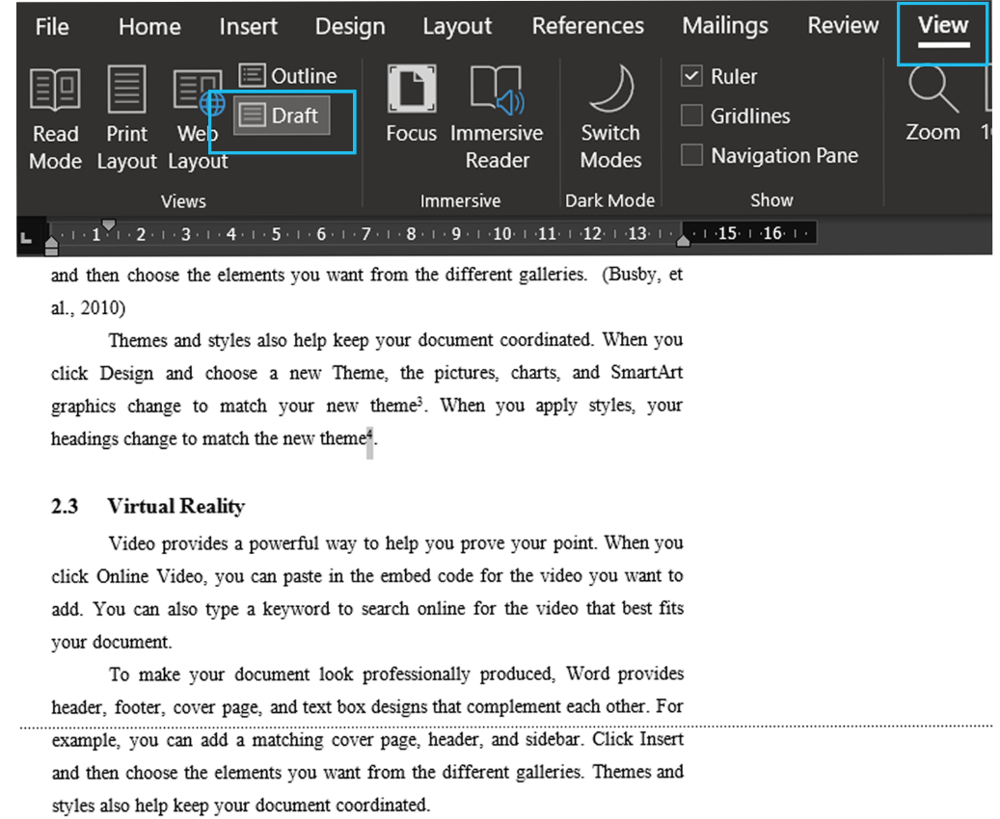 File Home Insert Design Layout References Mailings Review View
Outline
Draft
Read Mode
Print Layout
Web Layout
Focus
Immersive Reader
Switch Modes
Ruler
Gridlines
Navigation Pane
Zoom
Views Immersive Dark Mode Show
1 2 3 4 5 6 7 8 9 10 11 12 13 15 16
and then choose the elements you want from the different galleries. (Busby, et
al., 2010)
Themes and styles also help keep your document coordinated. When you
click Design and choose a new Theme, the pictures, charts, and SmartArt
graphics change to match your new theme³. When you apply styles, your
headings change to match the new theme⁴.
2.3 Virtual Reality
Video provides a powerful way to help you prove your point. When you
click Online Video, you can paste in the embed code for the video you want to
add. You can also type a keyword to search online for the video that best fits
your document.
To make your document look professionally produced, Word provides
header, footer, cover page, and text box designs that complement each other. For
example, you can add a matching cover page, header, and sidebar. Click Insert
and then choose the elements you want from the different galleries. Themes and
styles also help keep your document coordinated.